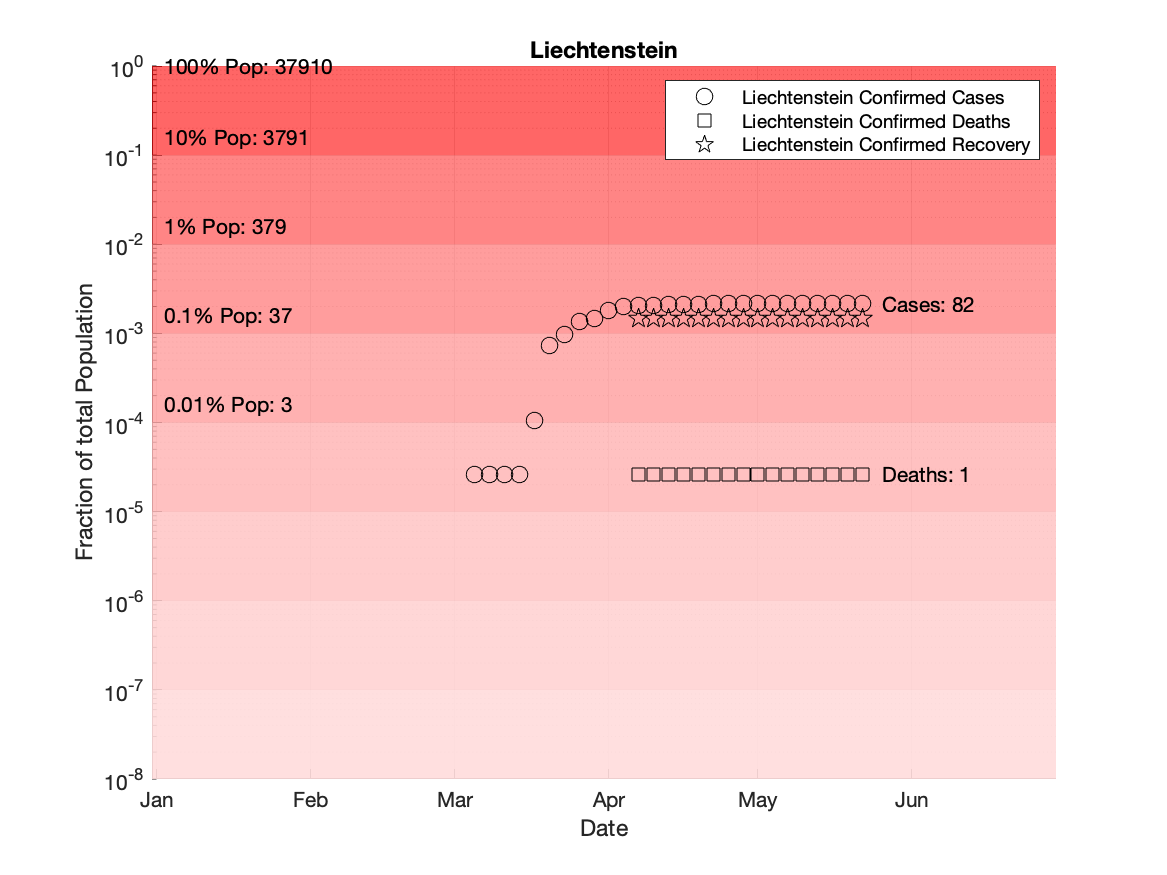 Liechtenstein
10^0
100% Pop: 37910
Liechtenstein Confirmed Cases
Liechtenstein Confirmed Deaths
Liechtenstein Confirmed Recovery
10% Pop: 3791
10^-1
1% Pop: 379
10^-2
Cases: 82
0.1% Pop: 37
10^-3
0.01% Pop: 3
10^-4
Deaths: 1
10^-5
10^-6
10^-7
10^-8
Fraction of total Population
Jan Feb Mar Apr May Jun
Date